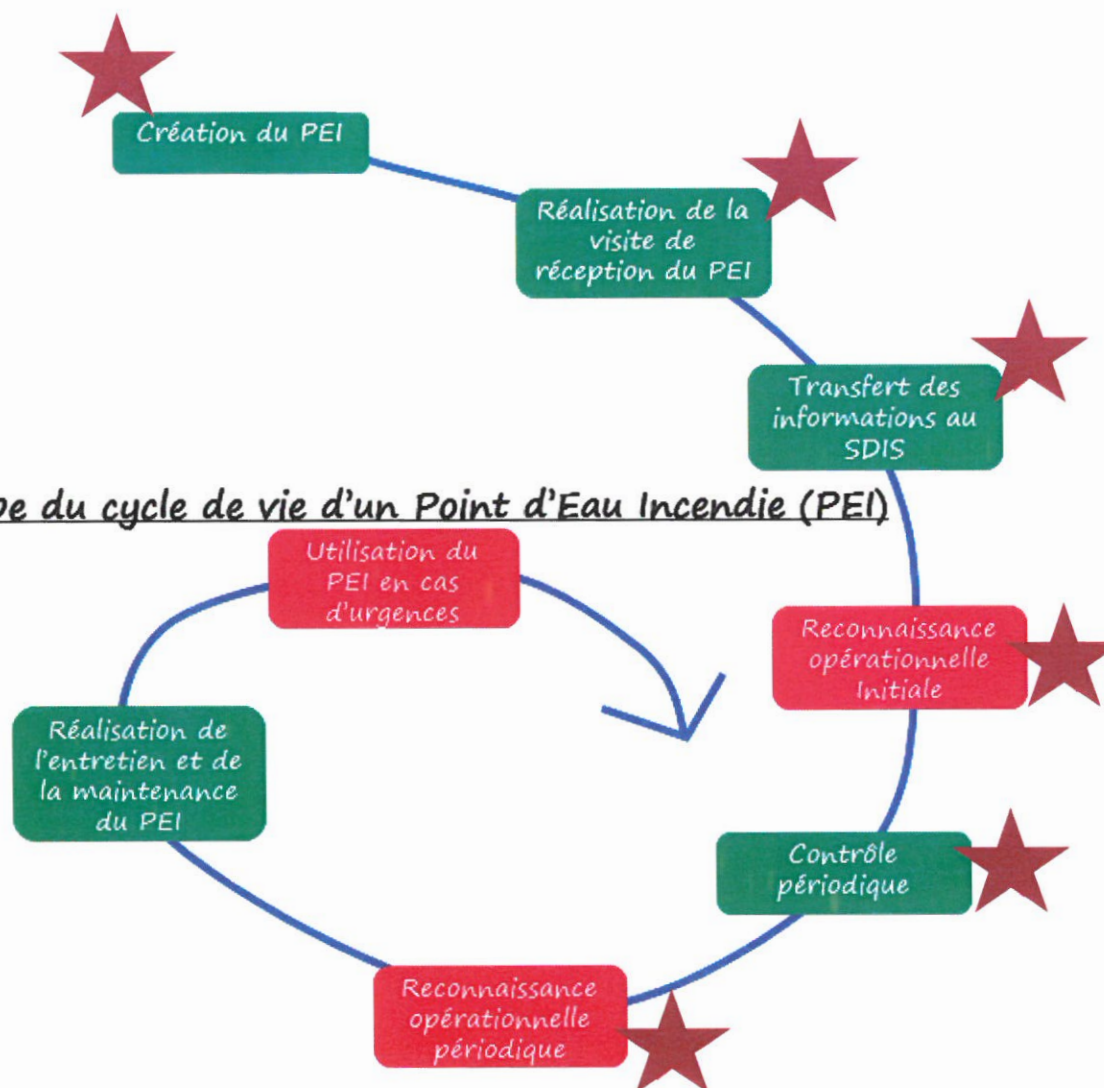 Création du PEI
Réalisation de la
visite de
réception du PEI
Transfert des
informations au
SDIS
du cycle de vie d'un Point d'Eau Incendie (PEI)
Utilisation du
PEI en cas
d'urgences
Reconnaissance
opérationnelle
Initiale
Réalisation de
l'entretien et de
la maintenance
du PEI
Contrôle
périodique
Reconnaissance
opérationnelle
périodique